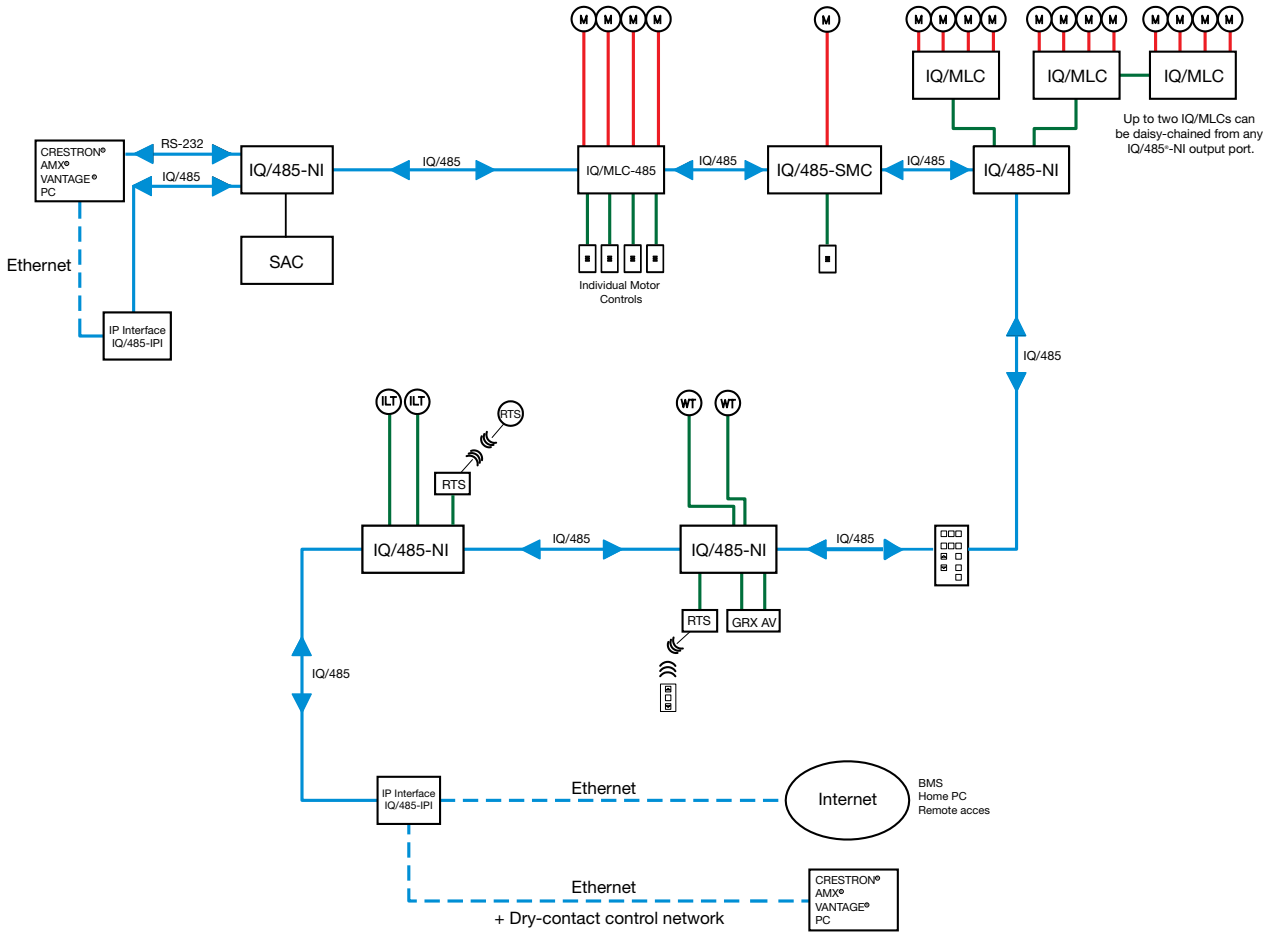 M M M M
M
M M M M
M M M M
M M M M
IQ/MLC
IQ/MLC
IQ/MLC
Up to two IQ/MLCs can
be daisy-chained from any
IQ/485®-NI output port.
CRESTRON®
AMX®
VANTAGE®
PC
RS-232
IQ/485
IQ/485-NI
IQ/485
IQ/MLC-485
IQ/485
IQ/485-SMC
IQ/485
IQ/485-NI
Ethernet
SAC
Individual Motor
Controls
IP Interface
IQ/485-IPI
IQ/485
ILT ILT
RTS
RTS
WT WT
IQ/485-NI
IQ/485
IQ/485-NI
IQ/485
RTS
GRX AV
IQ/485
IP Interface
IQ/485-IPI
Ethernet
Internet
BMS
Home PC
Remote acces
Ethernet
+ Dry-contact control network
CRESTRON®
AMX®
VANTAGE®
PC